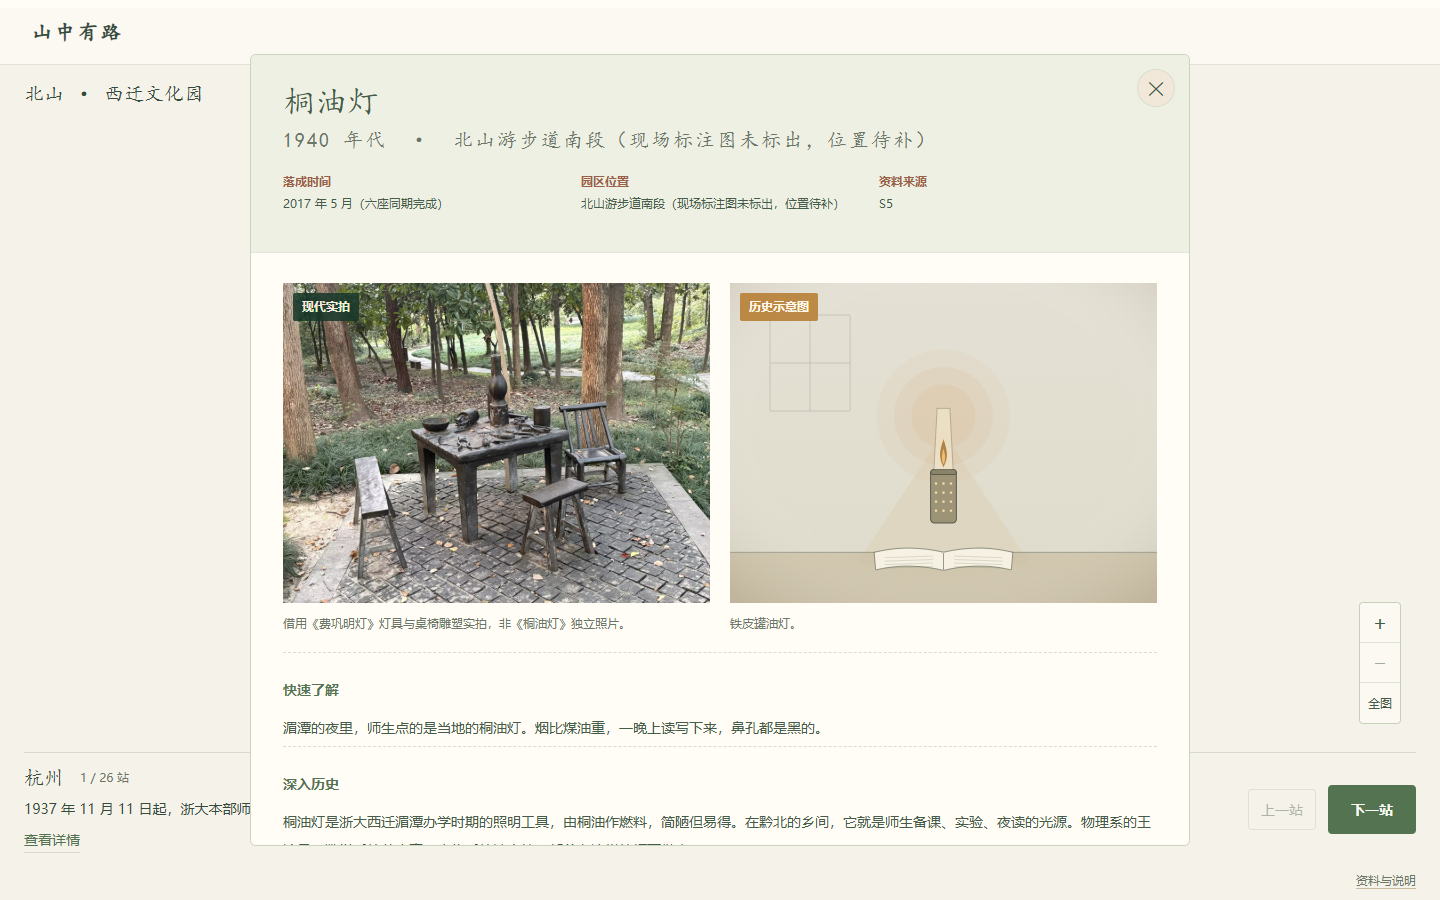 山中有路
北山 • 西迁文化园
桐油灯
1940 年代 • 北山游步道南段（现场标注图未标出，位置待补）
落成时间
2017 年 5 月（六座同期完成）
园区位置
北山游步道南段（现场标注图未标出，位置待补）
资料来源
S5
现代实拍
历史示意图
借用《费巩明灯》灯具与桌椅雕塑实拍，非《桐油灯》独立照片。
铁皮罐油灯。
快速了解
湄潭的夜里，师生点的是当地的桐油灯。烟比煤油重，一晚上读写下来，鼻孔都是黑的。
深入历史
桐油灯是浙大西迁湄潭办学时期的照明工具，由桐油作燃料，简陋但易得。在黔北的乡间，它就是师生备课、实验、夜读的光源。物理系的王
+
−
全图
杭州 1 / 26 站
1937 年 11 月 11 日起，浙大本部师
查看详情
上一站
下一站
资料与说明